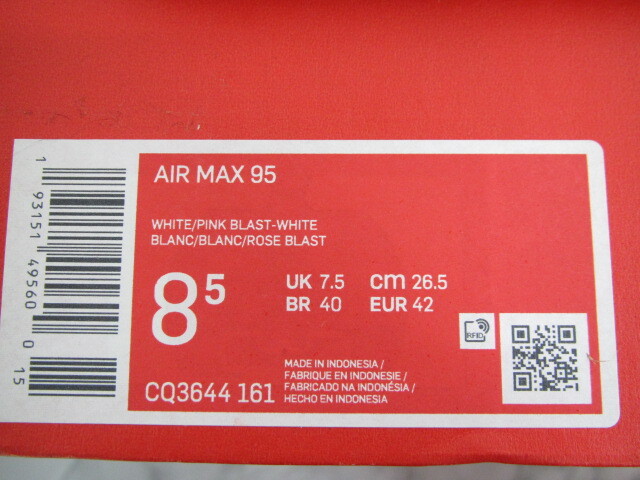 AIR MAX 95
WHITE/PINK BLAST-WHITE
BLANC/BLANC/ROSE BLAST
8⁵
UK 7.5 cm 26.5
BR 40 EUR 42
RFID
MADE IN INDONESIA /
FABRIQUE EN INDONESIE /
FABRICADO NA INDONÉSIA /
HECHO EN INDONESIA
CQ3644 161
1 93151 49560 0 15